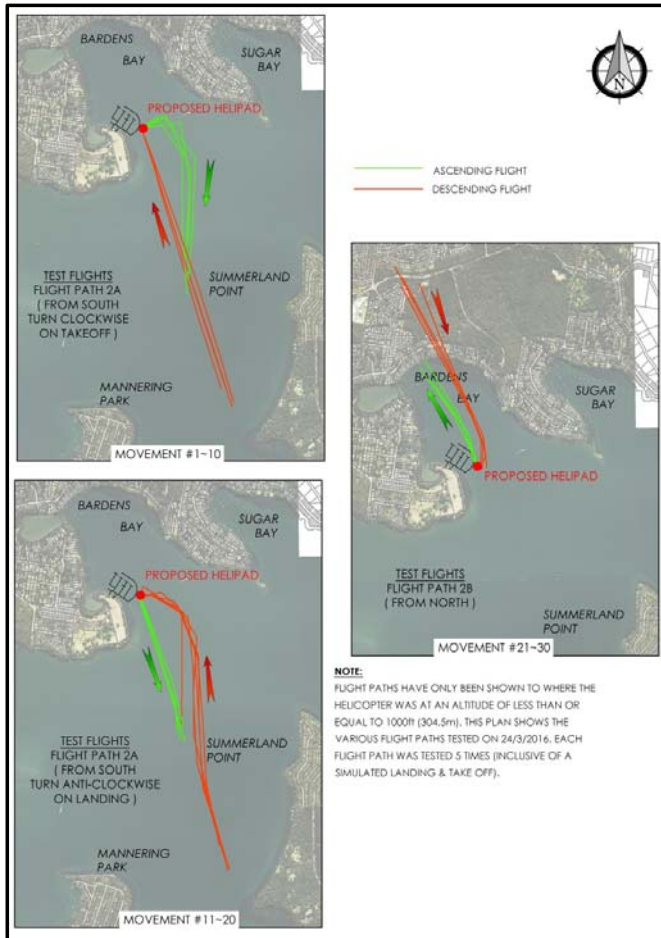 BARDENS
BAY
SUGAR
BAY
PROPOSED HELIPAD
TEST FLIGHTS
FLIGHT PATH 2A
( FROM SOUTH
TURN CLOCKWISE
ON TAKEOFF )
SUMMERLAND
POINT
MANNERING
PARK
MOVEMENT #1~10
N
ASCENDING FLIGHT
DESCENDING FLIGHT
BARDENS
BAY
SUGAR
BAY
PROPOSED HELIPAD
TEST FLIGHTS
FLIGHT PATH 2B
( FROM NORTH )
SUMMERLAND
POINT
MOVEMENT #21~30
BARDENS
BAY
SUGAR
BAY
PROPOSED HELIPAD
TEST FLIGHTS
FLIGHT PATH 2A
( FROM SOUTH
TURN ANTI-CLOCKWISE
ON LANDING )
SUMMERLAND
POINT
MANNERING
PARK
MOVEMENT #11~20
NOTE:
FLIGHT PATHS HAVE ONLY BEEN SHOWN TO WHERE THE
HELICOPTER WAS AT AN ALTITUDE OF LESS THAN OR
EQUAL TO 1000ft (304.5m). THIS PLAN SHOWS THE
VARIOUS FLIGHT PATHS TESTED ON 24/3/2016. EACH
FLIGHT PATH WAS TESTED 5 TIMES (INCLUSIVE OF A
SIMULATED LANDING & TAKE OFF).